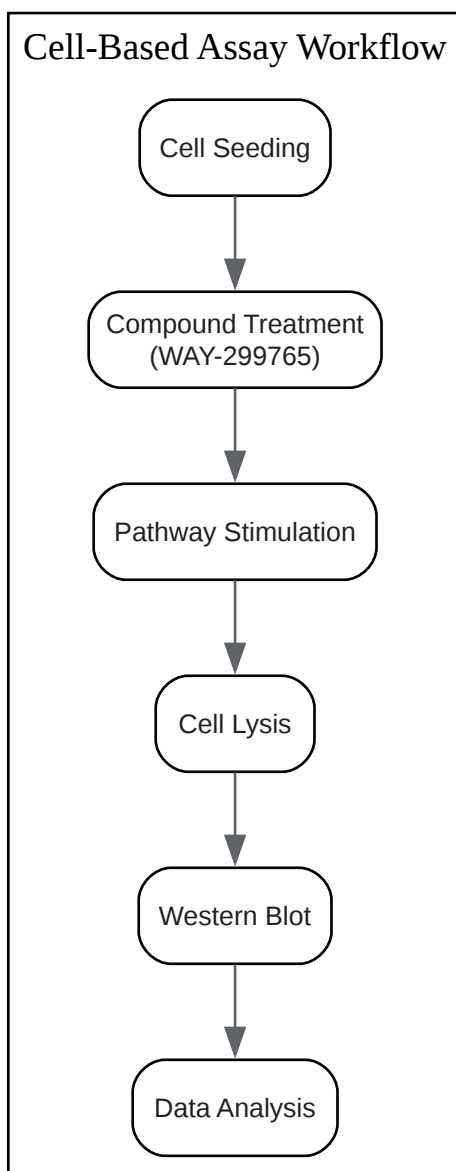 Cell-Based Assay Workflow
Cell Seeding
Compound Treatment
(WAY-299765)
Pathway Stimulation
Cell Lysis
Western Blot
Data Analysis